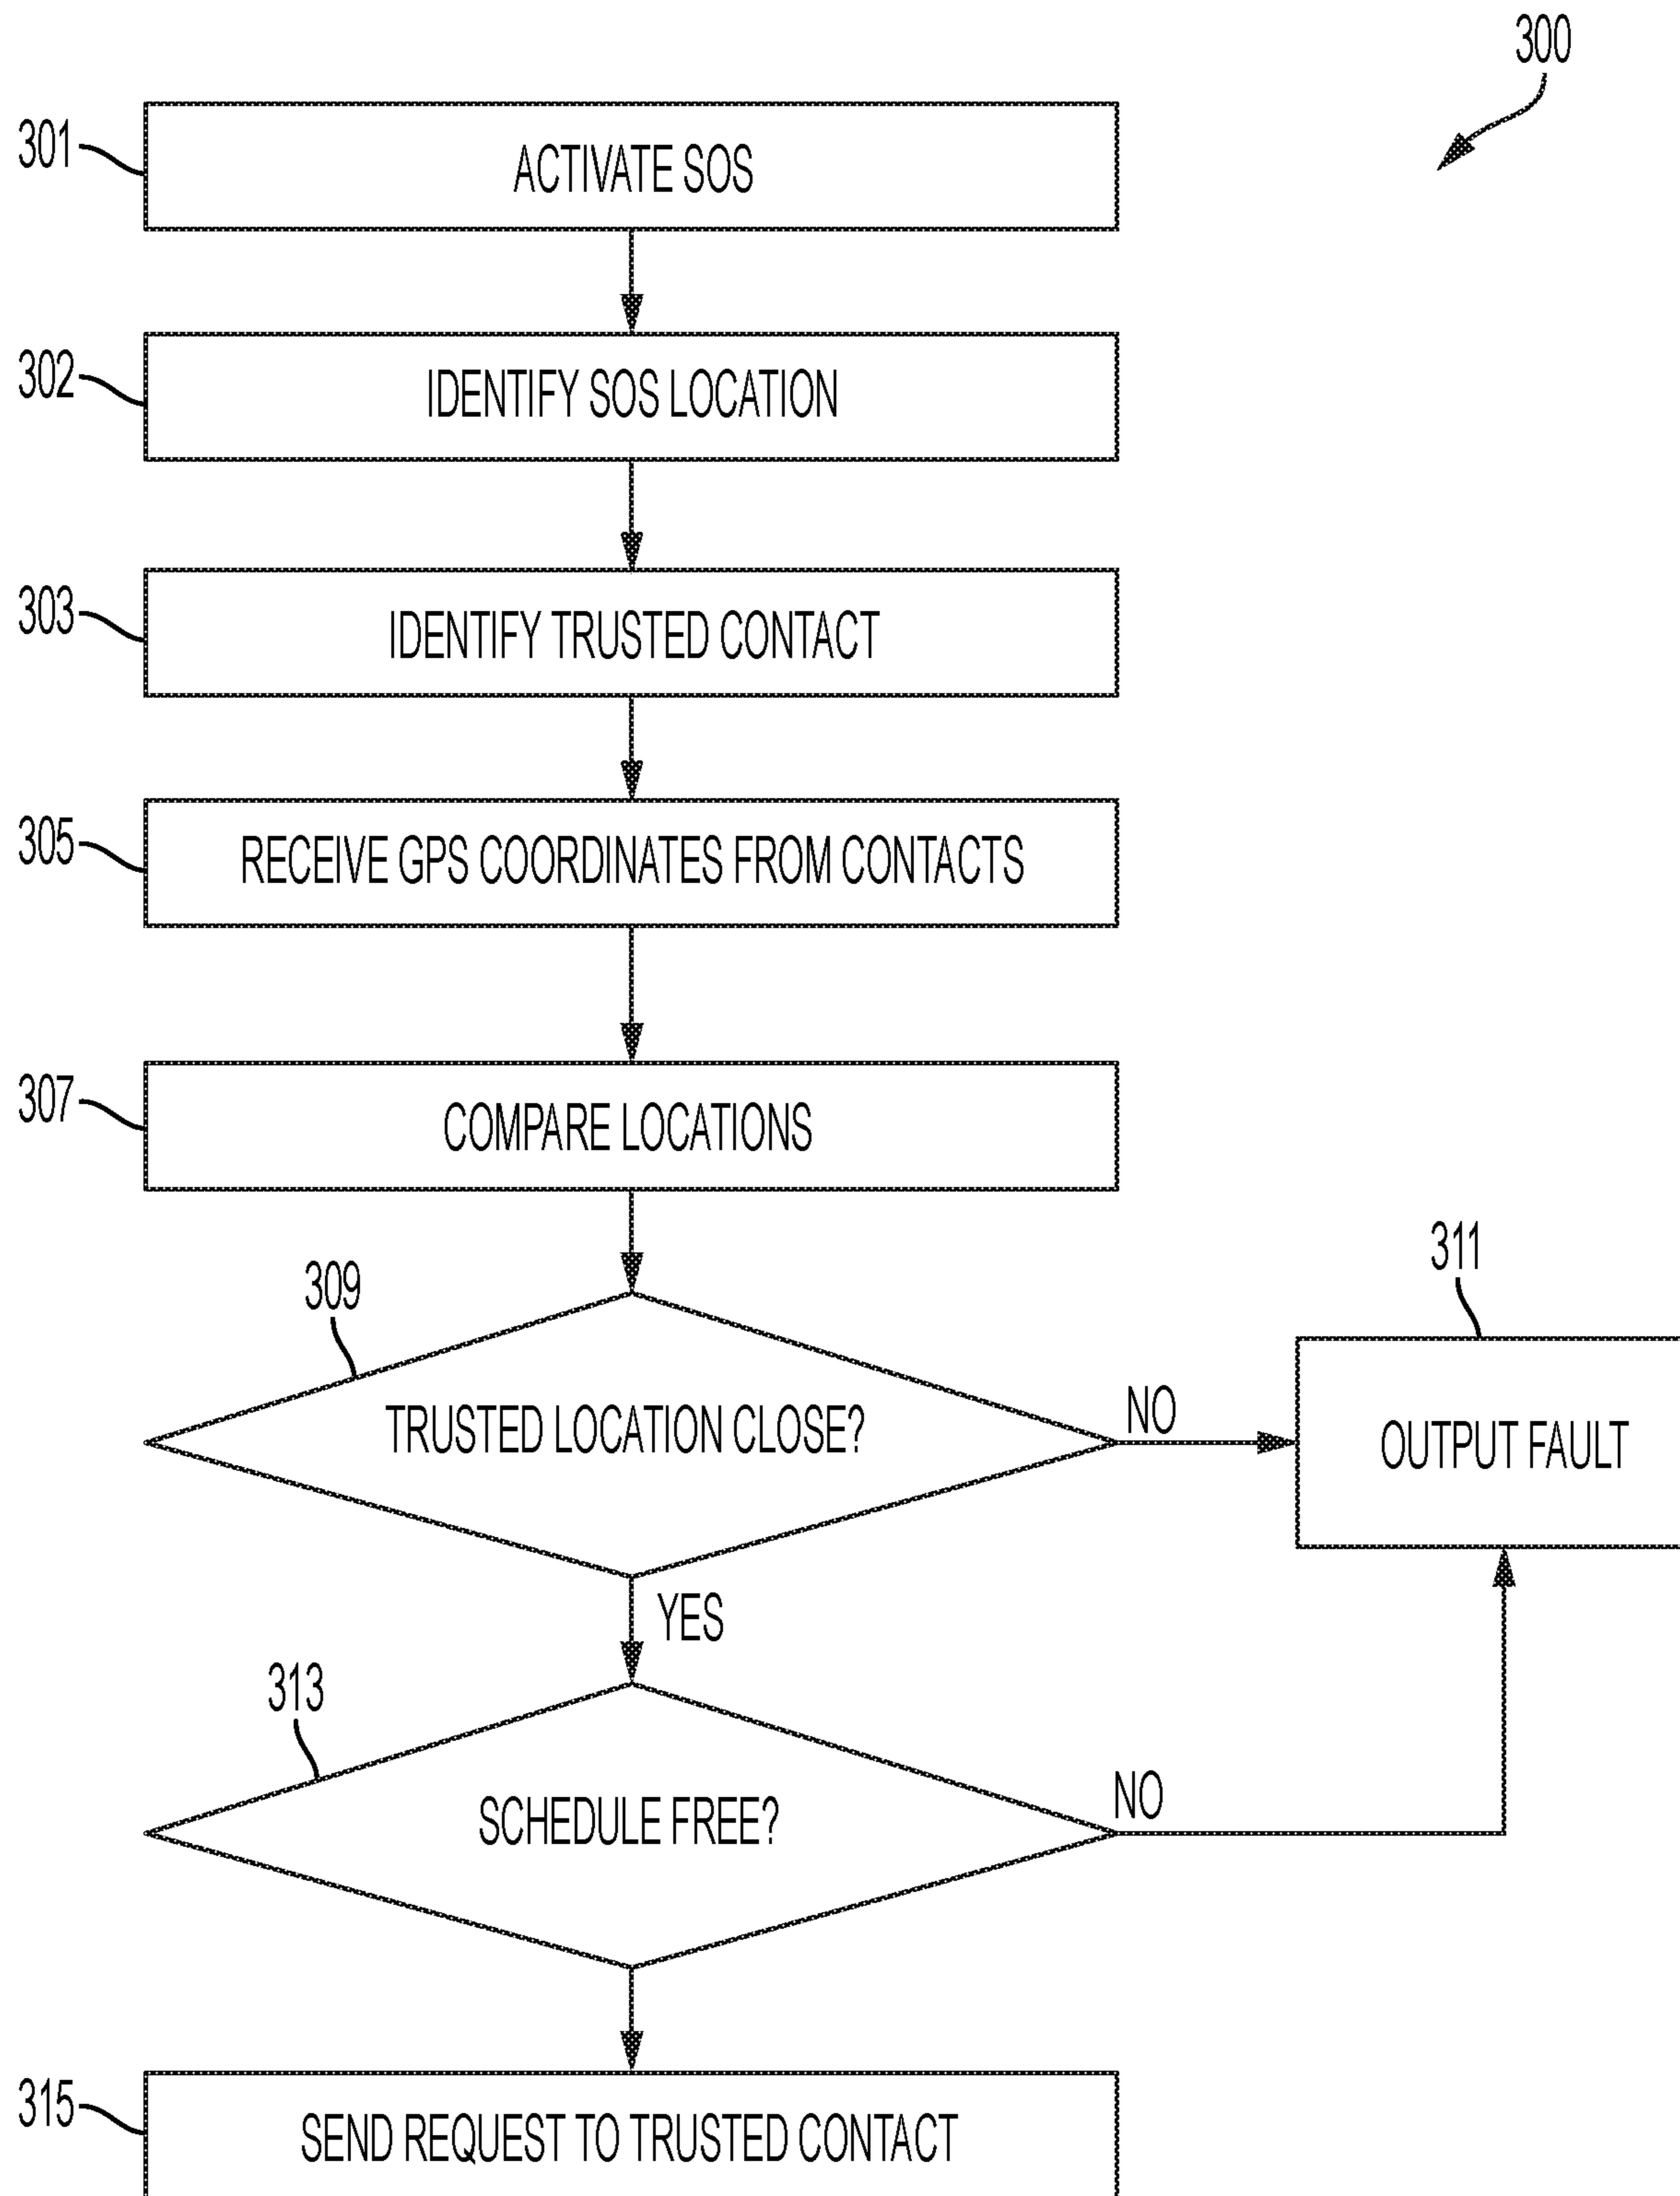 300
301
ACTIVATE SOS
302
IDENTIFY SOS LOCATION
303
IDENTIFY TRUSTED CONTACT
305
RECEIVE GPS COORDINATES FROM CONTACTS
307
COMPARE LOCATIONS
309
TRUSTED LOCATION CLOSE?
NO
311
OUTPUT FAULT
YES
313
SCHEDULE FREE?
NO
315
SEND REQUEST TO TRUSTED CONTACT